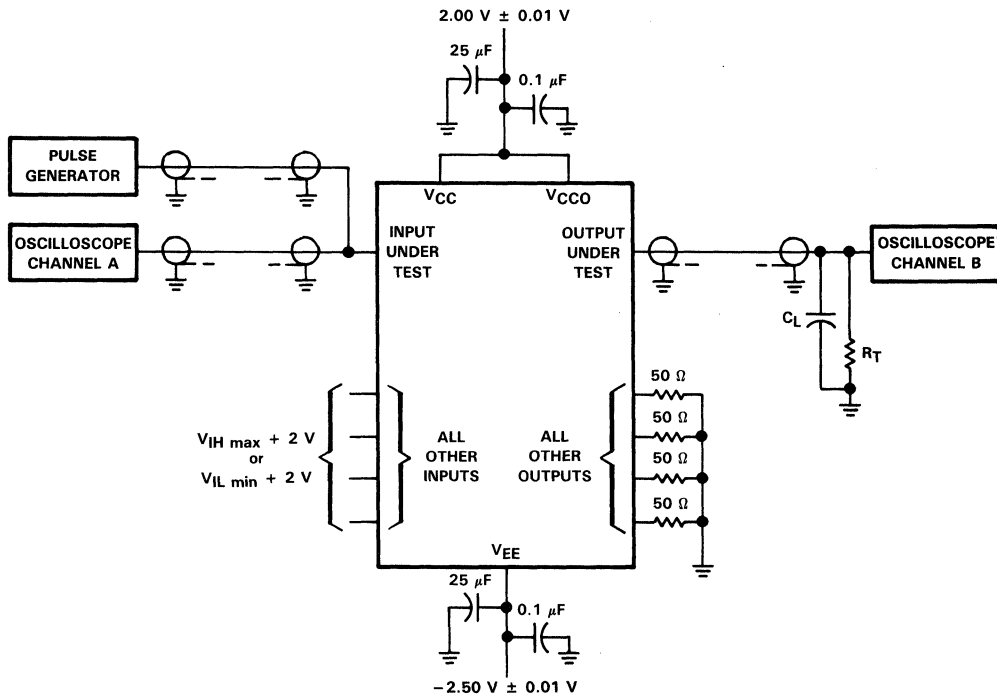 2.00 V ± 0.01 V
25 µF
0.1 µF
PULSE
GENERATOR
VCC
VCCO
OSCILLOSCOPE
CHANNEL A
INPUT
UNDER
TEST
OUTPUT
UNDER
TEST
OSCILLOSCOPE
CHANNEL B
CL
RT
VIH max + 2 V
or
VIL min + 2 V
ALL
OTHER
INPUTS
ALL
OTHER
OUTPUTS
50 Ω
50 Ω
50 Ω
50 Ω
VEE
25 µF
0.1 µF
−2.50 V ± 0.01 V